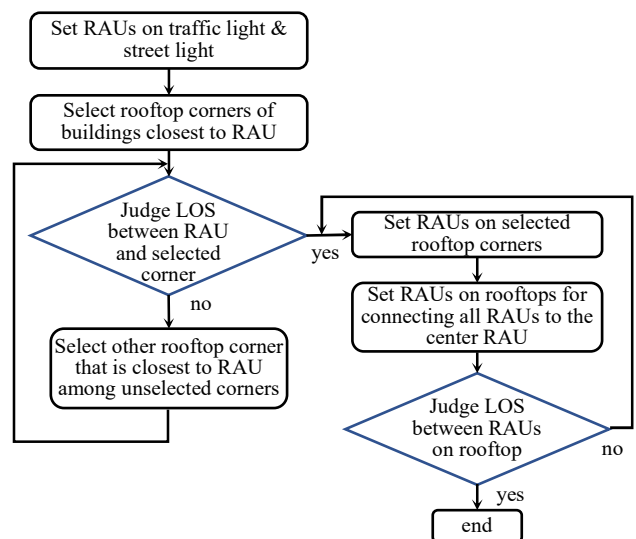 Set RAUs on traffic light &
street light
Select rooftop corners of
buildings closest to RAU
Judge LOS
between RAU
and selected
corner
yes
no
Select other rooftop corner
that is closest to RAU
among unselected corners
Set RAUs on selected
rooftop corners
Set RAUs on rooftops for
connecting all RAUs to the
center RAU
Judge LOS
between RAUs
on rooftop
no
yes
end